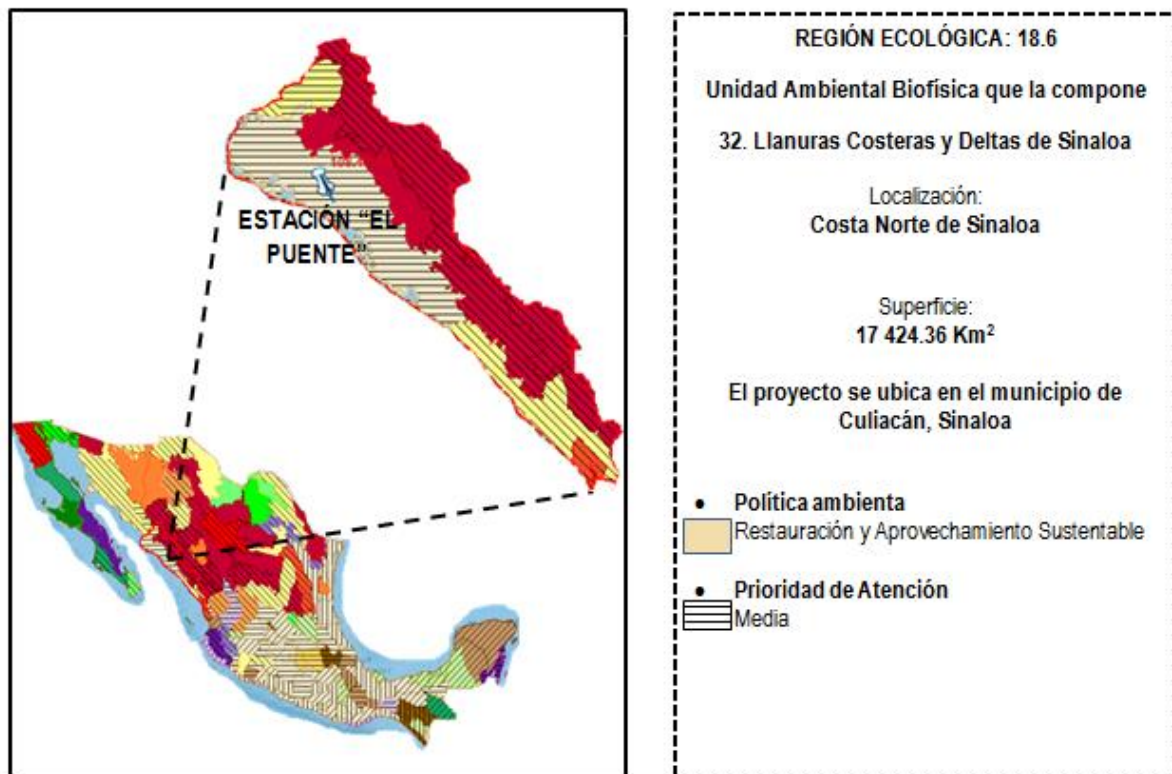 ESTACIÓN “EL
PUENTE”
REGIÓN ECOLÓGICA: 18.6
Unidad Ambiental Biofísica que la compone
32. Llanuras Costeras y Deltas de Sinaloa
Localización:
Costa Norte de Sinaloa
Superficie:
17 424.36 Km²
El proyecto se ubica en el municipio de
Culiacán, Sinaloa
• Política ambienta
Restauración y Aprovechamiento Sustentable
• Prioridad de Atención
Media